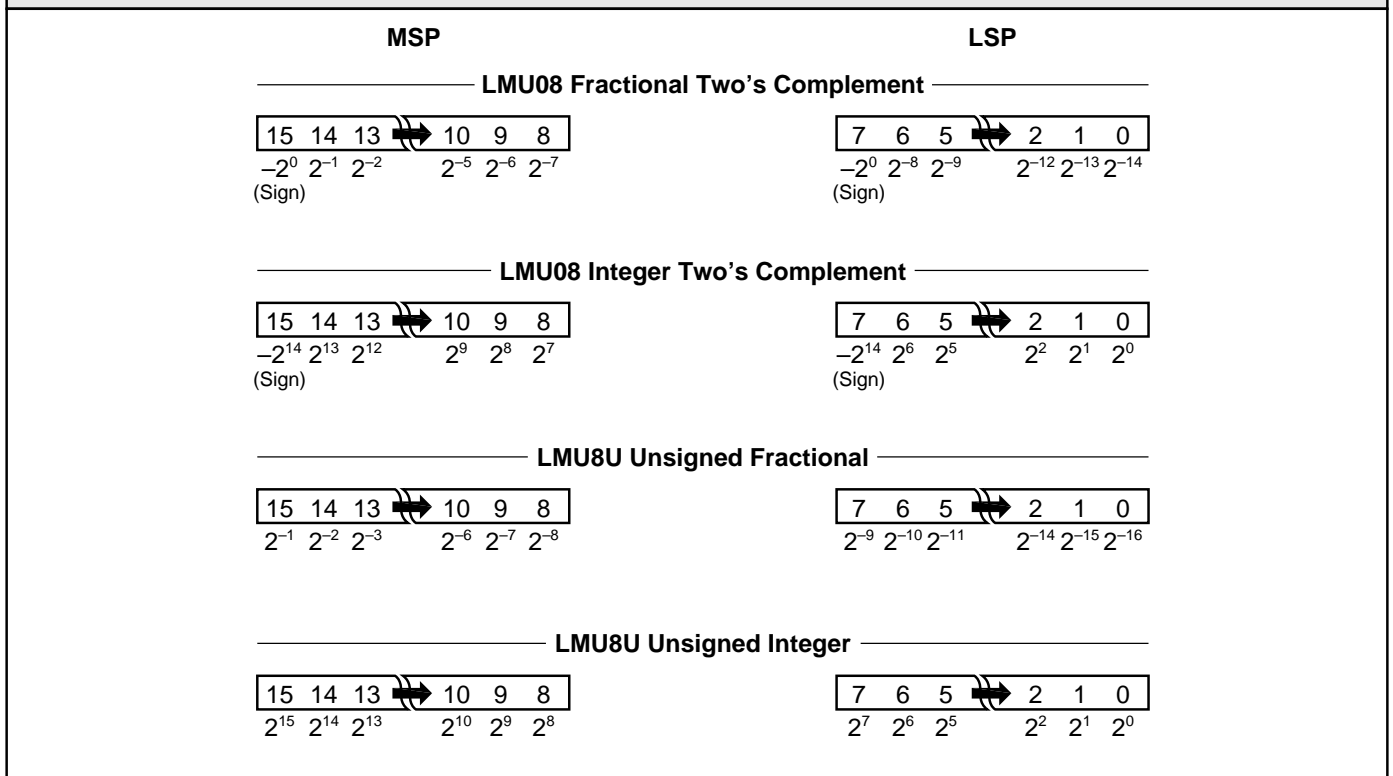 MSP LSP
LMU08 Fractional Two’s Complement
15 14 13 10 9 8 7 6 5 2 1 0
–2⁰ 2⁻¹ 2⁻² 2⁻⁵ 2⁻⁶ 2⁻⁷ –2⁰ 2⁻⁸ 2⁻⁹ 2⁻¹² 2⁻¹³ 2⁻¹⁴
(Sign) (Sign)
LMU08 Integer Two’s Complement
15 14 13 10 9 8 7 6 5 2 1 0
–2¹⁴ 2¹³ 2¹² 2⁹ 2⁸ 2⁷ –2¹⁴ 2⁶ 2⁵ 2² 2¹ 2⁰
(Sign) (Sign)
LMU8U Unsigned Fractional
15 14 13 10 9 8 7 6 5 2 1 0
2⁻¹ 2⁻² 2⁻³ 2⁻⁶ 2⁻⁷ 2⁻⁸ 2⁻⁹ 2⁻¹⁰ 2⁻¹¹ 2⁻¹⁴ 2⁻¹⁵ 2⁻¹⁶
LMU8U Unsigned Integer
15 14 13 10 9 8 7 6 5 2 1 0
2¹⁵ 2¹⁴ 2¹³ 2¹⁰ 2⁹ 2⁸ 2⁷ 2⁶ 2⁵ 2² 2¹ 2⁰